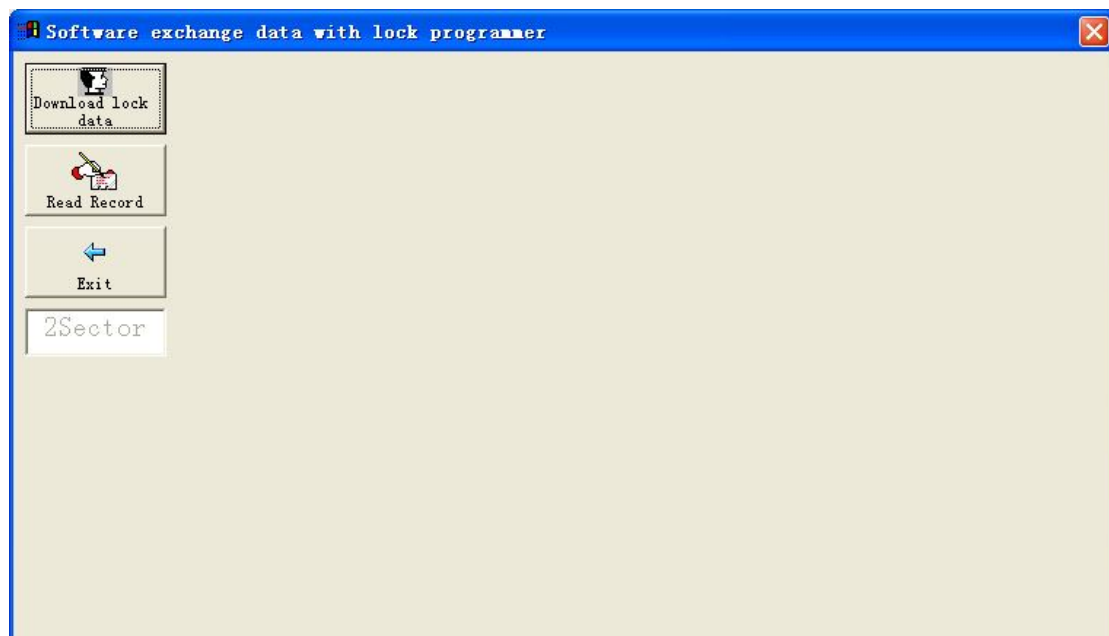 Software exchange data with lock programmer
Download lock
data
Read Record
Exit
2Sector